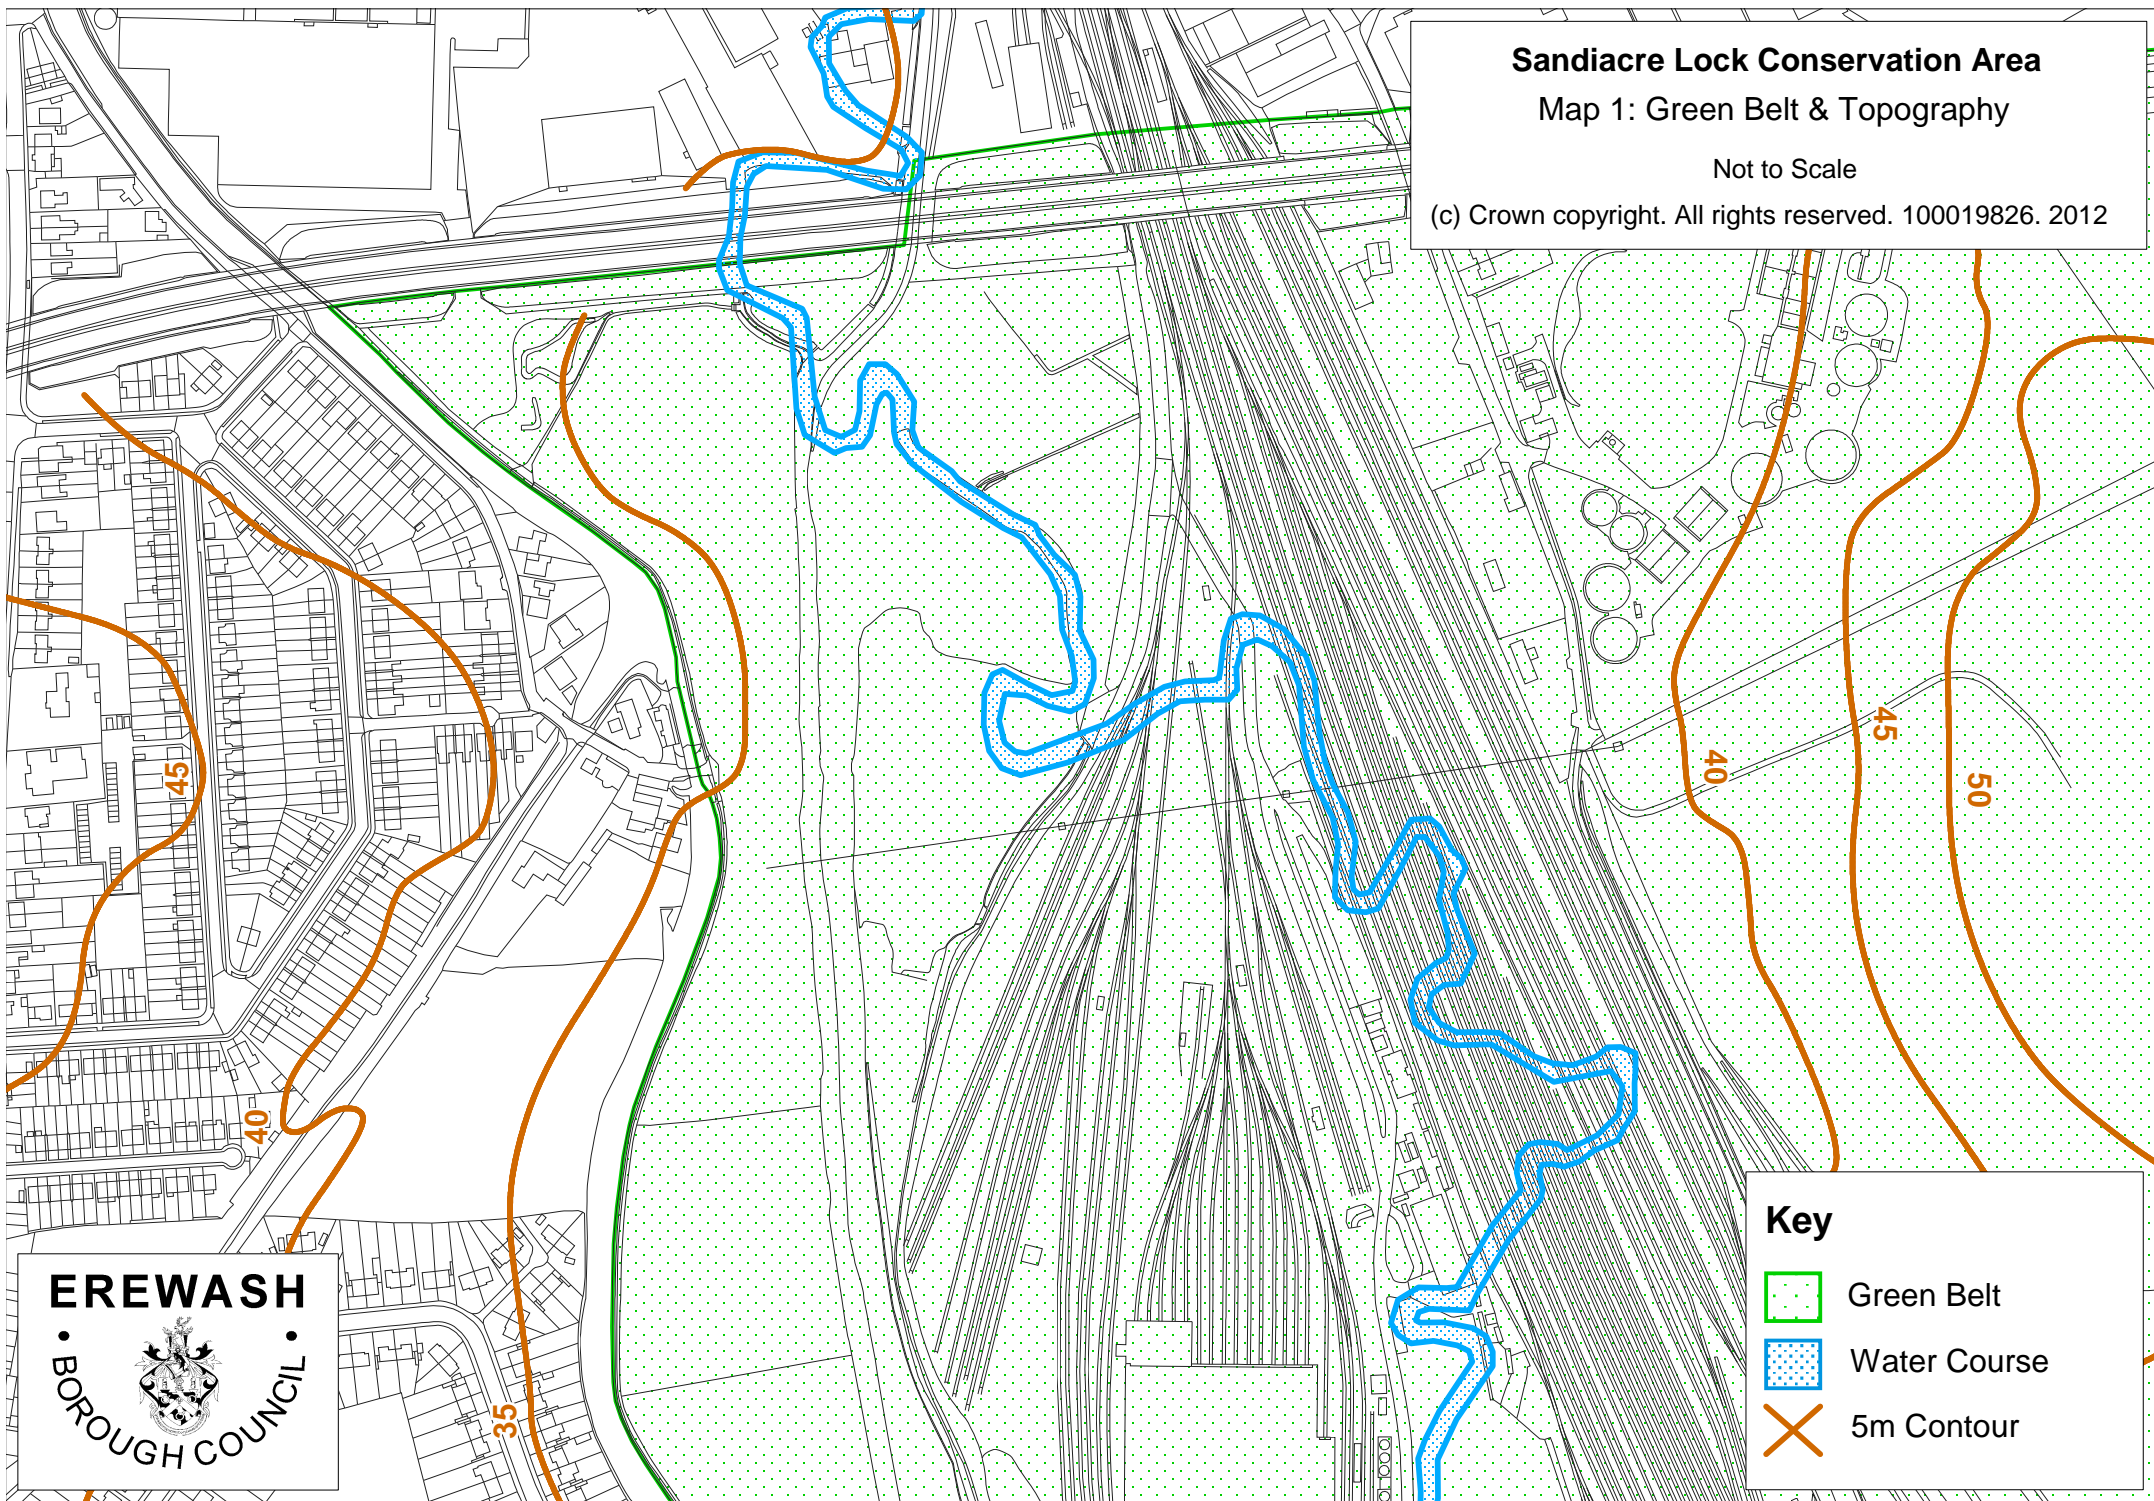 Sandiacre Lock Conservation Area
Map 1: Green Belt & Topography
Not to Scale
(c) Crown copyright. All rights reserved. 100019826. 2012
45
40
35
40
45
50
Key
Green Belt
Water Course
5m Contour
EREWASH
• BOROUGH COUNCIL •